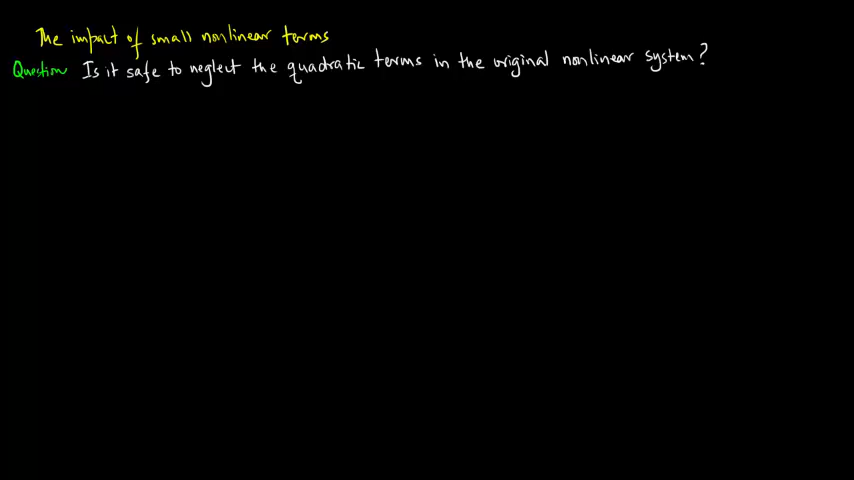 The impact of small nonlinear terms
Question Is it safe to neglect the quadratic terms in the original nonlinear system?